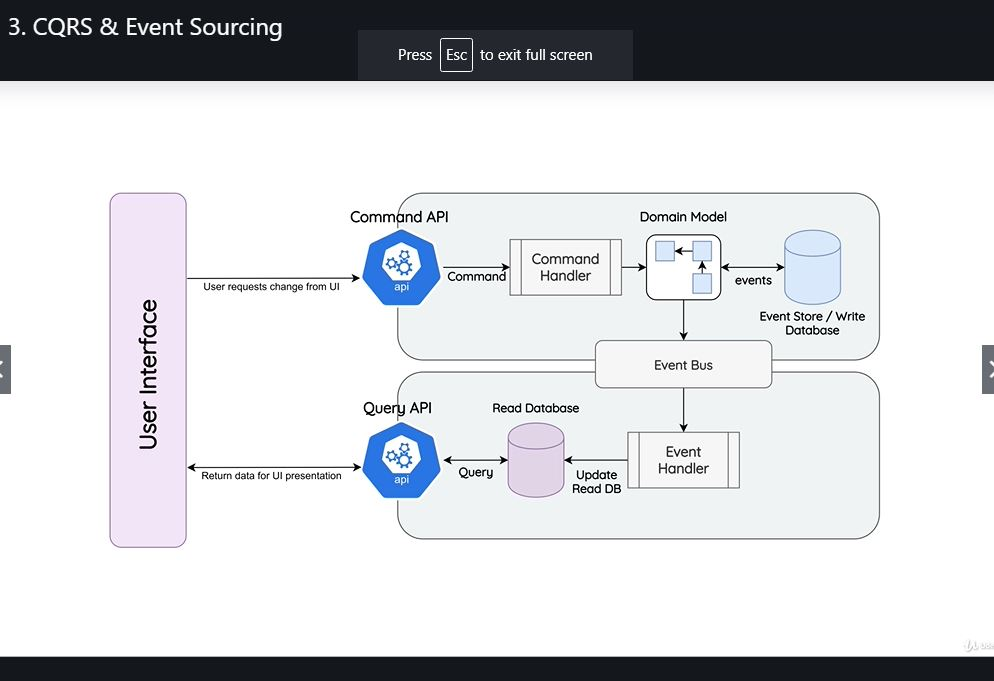 3. CQRS & Event Sourcing
Press Esc to exit full screen
Command API
api
User requests change from UI
Command
Command
Handler
Domain Model
events
Event Store / Write
Database
User Interface
Event Bus
Query API
api
Return data for UI presentation
Query
Read Database
Update
Read DB
Event
Handler